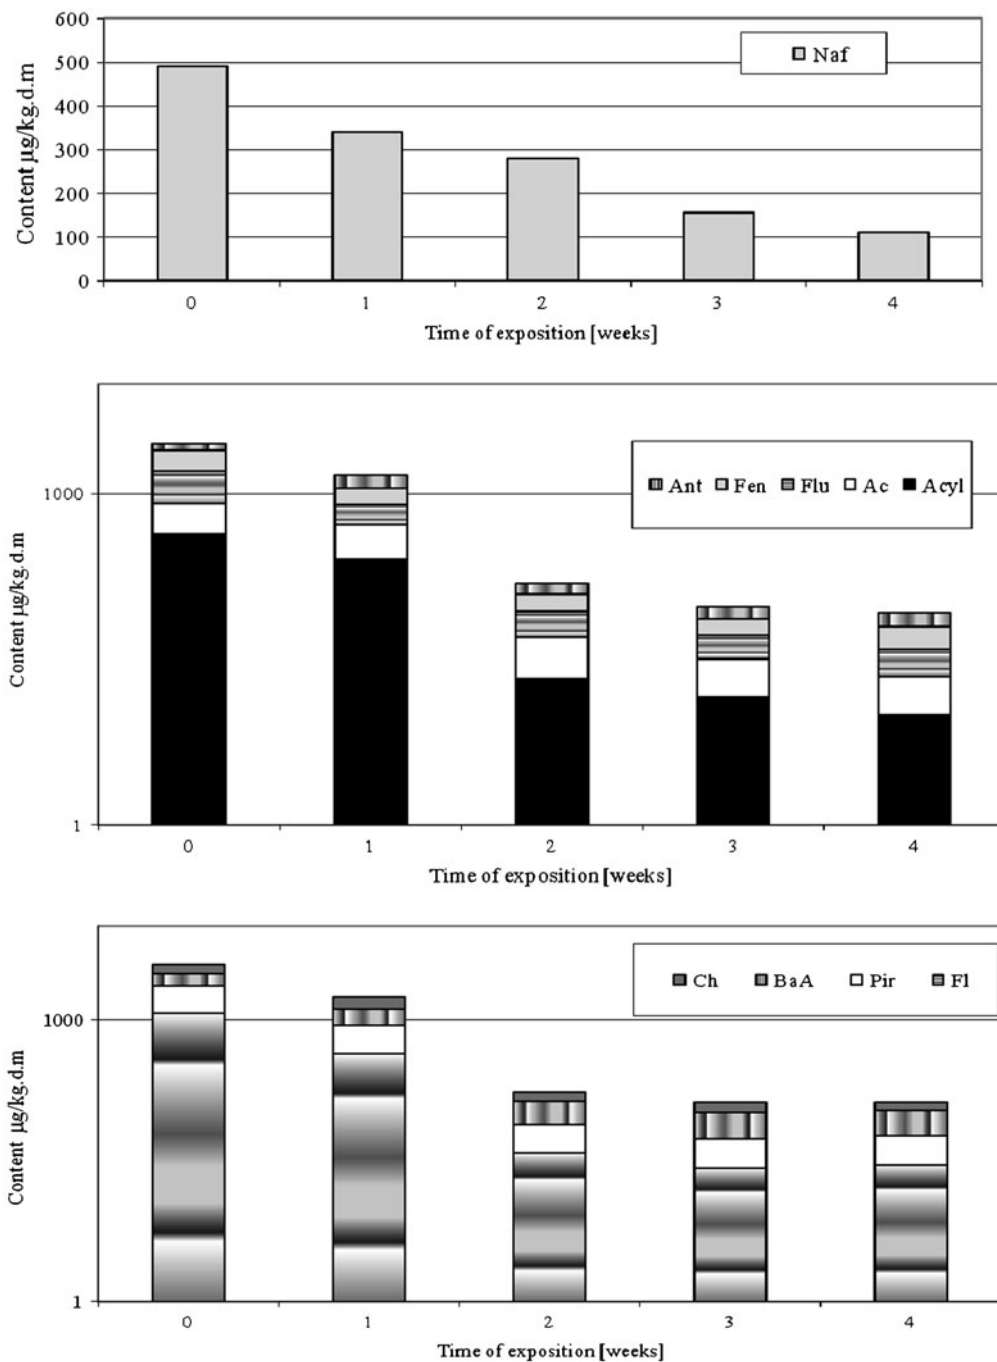 600
500
400
300
200
100
0
Content µg/kg.d.m
Naf
0 1 2 3 4
Time of exposition [weeks]
1000
1
Content µg/kg.d.m
Ant Fen Flu Ac Acyl
0 1 2 3 4
Time of exposition [weeks]
1000
1
Content µg/kg.d.m
Ch BaA Pir Fl
0 1 2 3 4
Time of exposition [weeks]